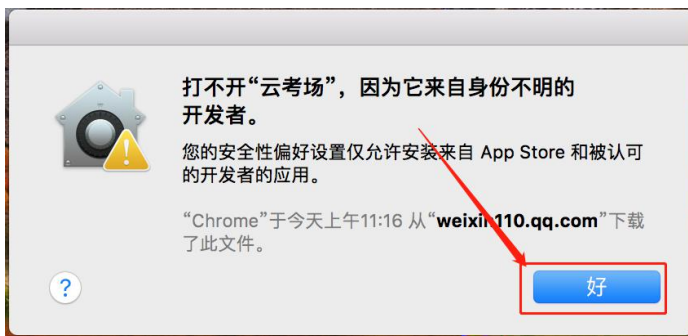 打不开“云考场”，因为它来自身份不明的
开发者。
您的安全性偏好设置仅允许安装来自 App Store 和被认可
的开发者的应用。
“Chrome”于今天上午11:16 从“weixin110.qq.com”下载
了此文件。
?
好